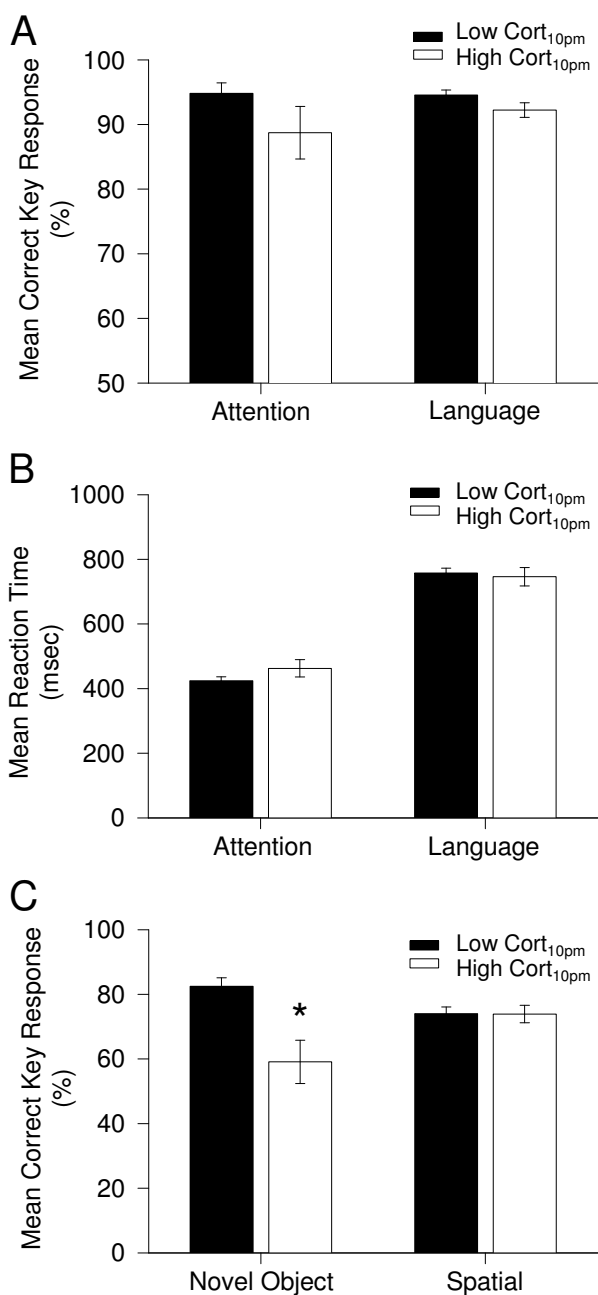 A
Low Cort10pm
High Cort10pm
100
90
80
70
60
50
Mean Correct Key Response
(%)
Attention
Language
B
Low Cort10pm
High Cort10pm
1000
800
600
400
200
0
Mean Reaction Time
(msec)
Attention
Language
C
Low Cort10pm
High Cort10pm
100
80
60
40
20
0
Mean Correct Key Response
(%)
*
Novel Object
Spatial